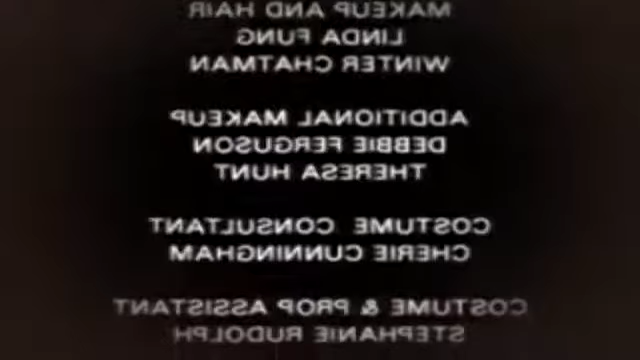 MAKEUP AND HAIR
LINDA FUNG
WINTER CHATMAN
ADDITIONAL MAKEUP
DEBBIE FERGUSON
THERESA HUNT
COSTUME CONSULTANT
CHERIE CUNNINGHAM
COSTUME & PROP ASSISTANT
STEPHANIE RUDOLPH